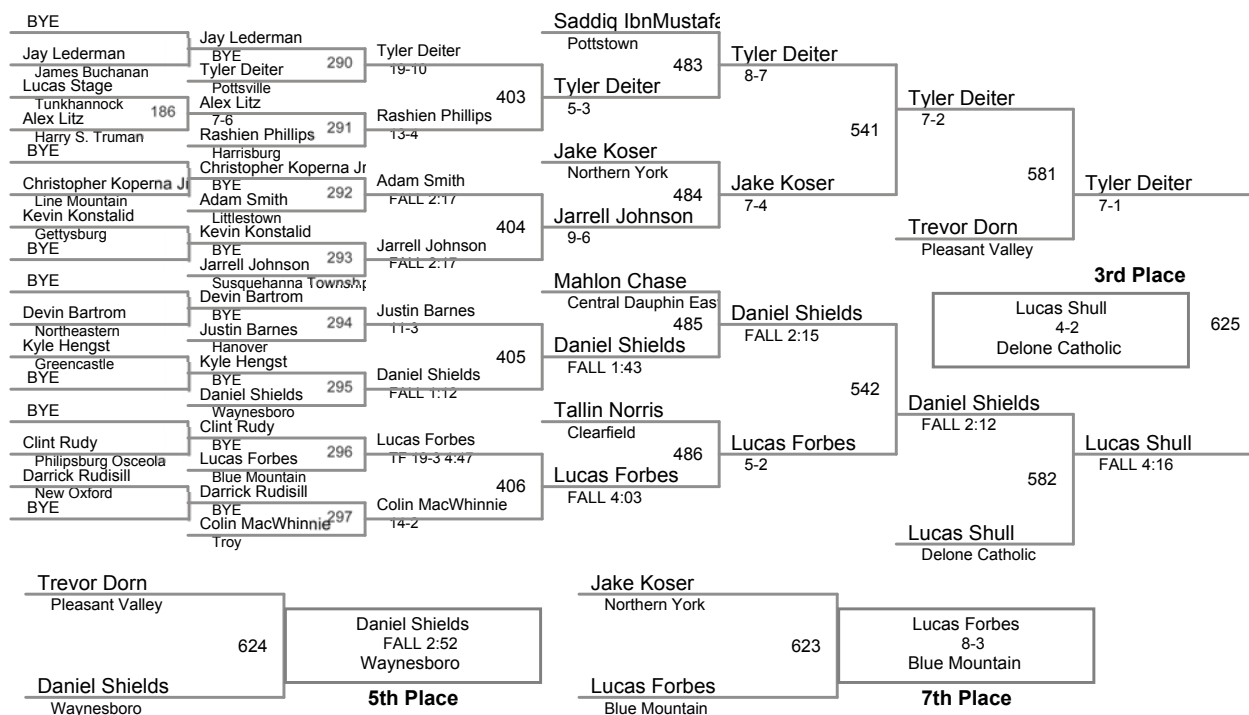 BYE
Jay Lederman
James Buchanan
Lucas Stage
Tunkhannock
186
Alex Litz
Harry S. Truman
BYE
Christopher Koperna Jr
Line Mountain
Kevin Konstalid
Gettysburg
BYE
BYE
Devin Bartrom
Northeastern
Kyle Hengst
Greencastle
BYE
BYE
Clint Rudy
Philipsburg Osceola
Darrick Rudisill
New Oxford
BYE
Jay Lederman
BYE
290
Tyler Deiter
Pottsville
Alex Litz
7-6
291
Rashien Phillips
Harrisburg
Christopher Koperna Jr
BYE
292
Adam Smith
Littlestown
Kevin Konstalid
BYE
293
Jarrell Johnson
Susquehanna Townshp
Devin Bartrom
BYE
294
Justin Barnes
Hanover
Kyle Hengst
BYE
295
Daniel Shields
Waynesboro
Clint Rudy
BYE
296
Lucas Forbes
Blue Mountain
Darrick Rudisill
BYE
297
Colin MacWhinnie
Troy
Tyler Deiter
19-10
403
Rashien Phillips
13-4
Adam Smith
FALL 2:17
404
Jarrell Johnson
FALL 2:17
Justin Barnes
11-3
405
Daniel Shields
FALL 1:12
Lucas Forbes
TF 19-3 4:47
406
Colin MacWhinnie
14-2
Saddiq IbnMustafa
Pottstown
483
Tyler Deiter
5-3
Jake Koser
Northern York
484
Jarrell Johnson
9-6
Mahlon Chase
Central Dauphin East
485
Daniel Shields
FALL 1:43
Tallin Norris
Clearfield
486
Lucas Forbes
FALL 4:03
Tyler Deiter
8-7
541
Jake Koser
7-4
Daniel Shields
FALL 2:15
542
Lucas Forbes
5-2
Tyler Deiter
7-2
581
Trevor Dorn
Pleasant Valley
Daniel Shields
FALL 2:12
582
Lucas Shull
Delone Catholic
Tyler Deiter
7-1
3rd Place
Lucas Shull
4-2
Delone Catholic
625
Lucas Shull
FALL 4:16
Trevor Dorn
Pleasant Valley
624
Daniel Shields
Waynesboro
Daniel Shields
FALL 2:52
Waynesboro
5th Place
Jake Koser
Northern York
623
Lucas Forbes
Blue Mountain
Lucas Forbes
8-3
Blue Mountain
7th Place